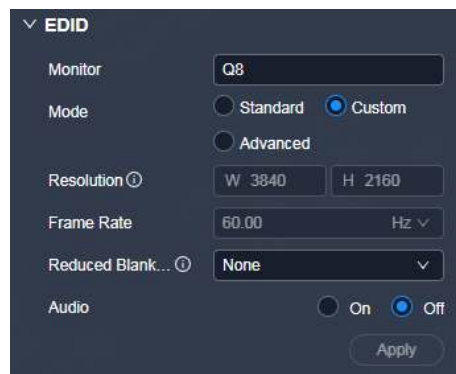 EDID
Monitor Q8
Mode Standard Custom
Advanced
Resolution W 3840 H 2160
Frame Rate 60.00 Hz
Reduced Blank... None
Audio On Off
Apply